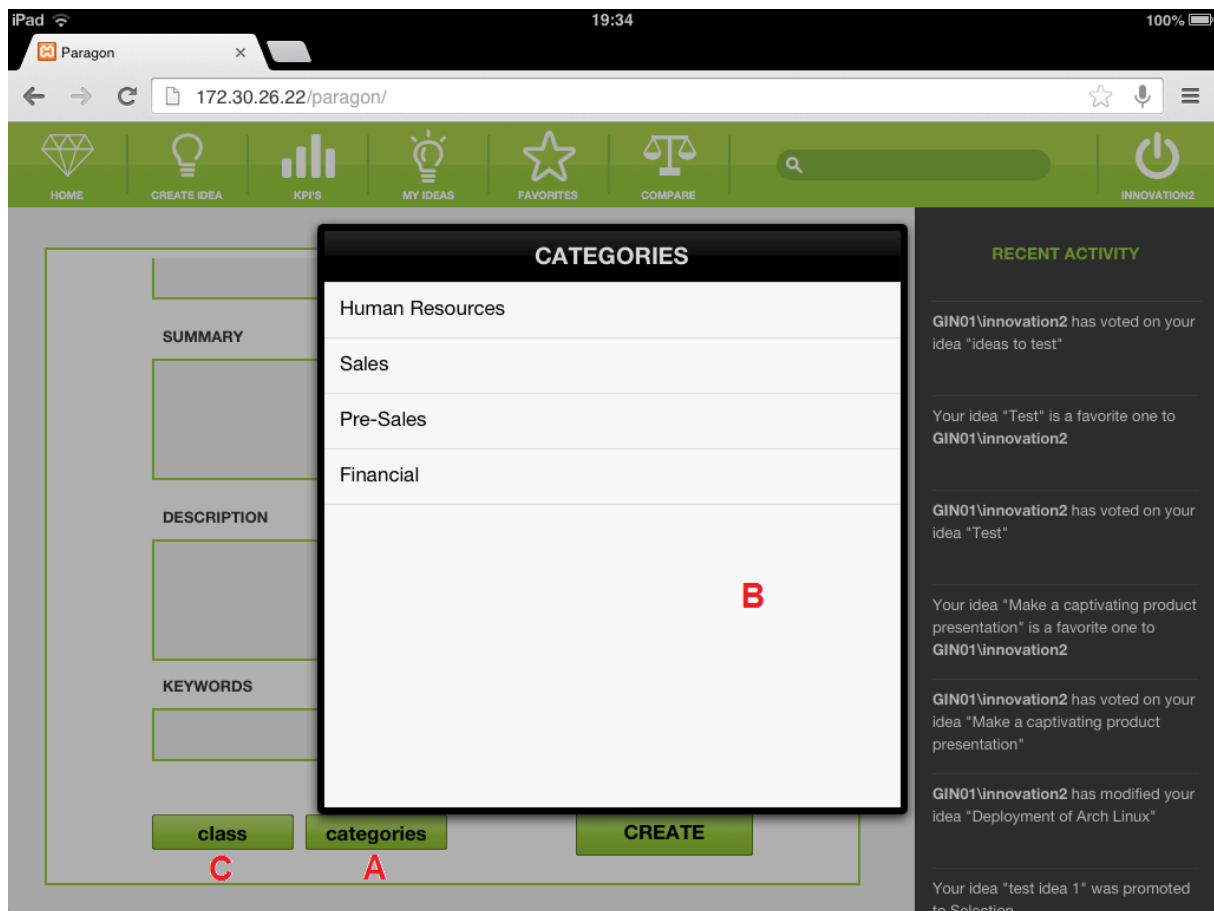 iPad 19:34 100%
Paragon
172.30.26.22/paragon/
HOME CREATE IDEA KPI'S MY IDEAS FAVORITES COMPARE INNOVATION2
SUMMARY
DESCRIPTION
KEYWORDS
class categories CREATE
C A
CATEGORIES
Human Resources
Sales
Pre-Sales
Financial
B
RECENT ACTIVITY
GIN01\innovation2 has voted on your
idea "ideas to test"
Your idea "Test" is a favorite one to
GIN01\innovation2
GIN01\innovation2 has voted on your
idea "Test"
Your idea "Make a captivating product
presentation" is a favorite one to
GIN01\innovation2
GIN01\innovation2 has voted on your
idea "Make a captivating product
presentation"
GIN01\innovation2 has modified your
idea "Deployment of Arch Linux"
Your idea "test idea 1" was promoted
to Selection